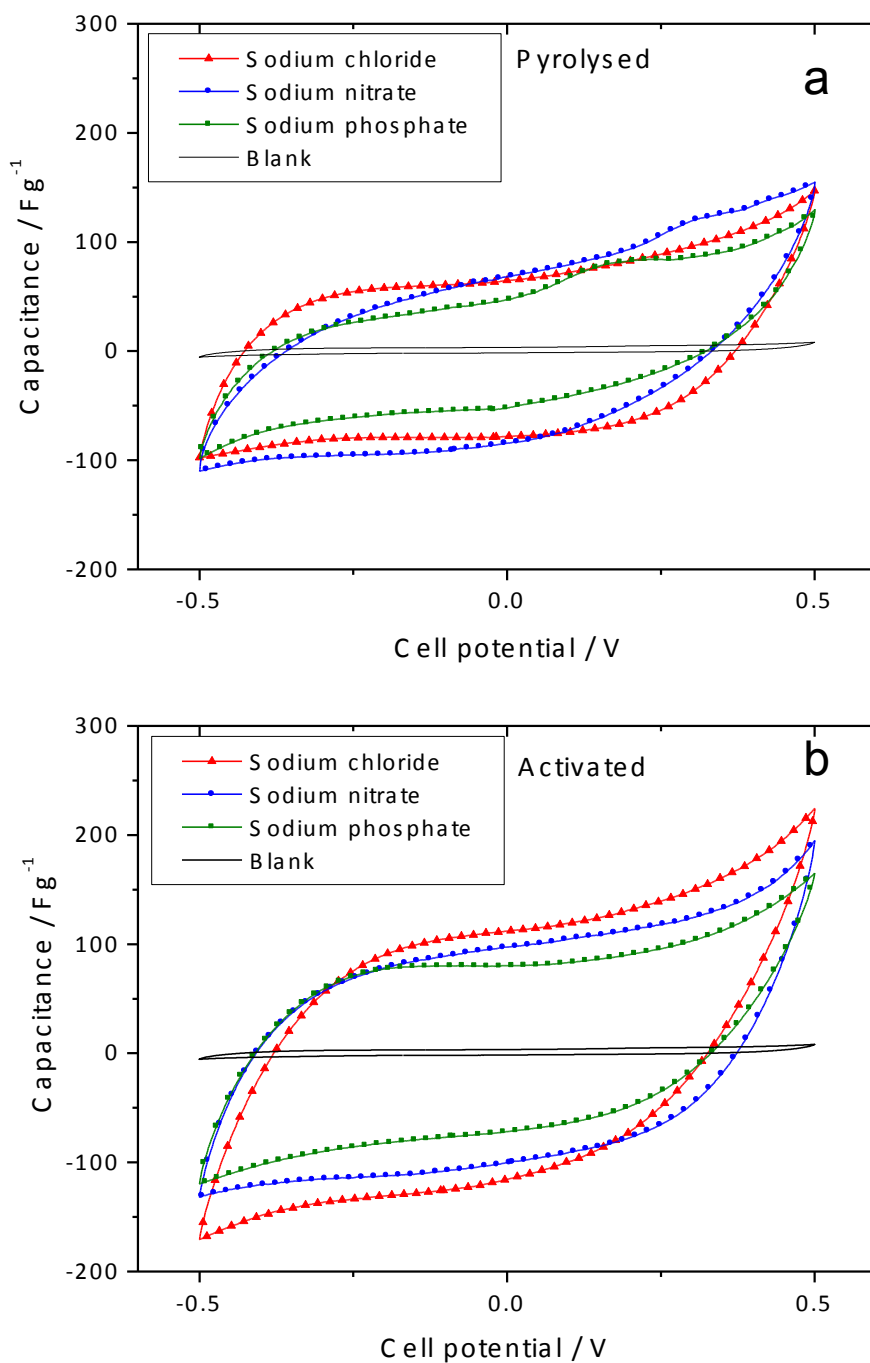 300
Sodium chloride
Pyrolysed
a
Sodium nitrate
200
Sodium phosphate
Blank
100
0
-100
-200
-0.5
0.0
0.5
Capacitance / Fg⁻¹
Cell potential / V
300
Sodium chloride
Activated
b
Sodium nitrate
200
Sodium phosphate
Blank
100
0
-100
-200
-0.5
0.0
0.5
Capacitance / Fg⁻¹
Cell potential / V